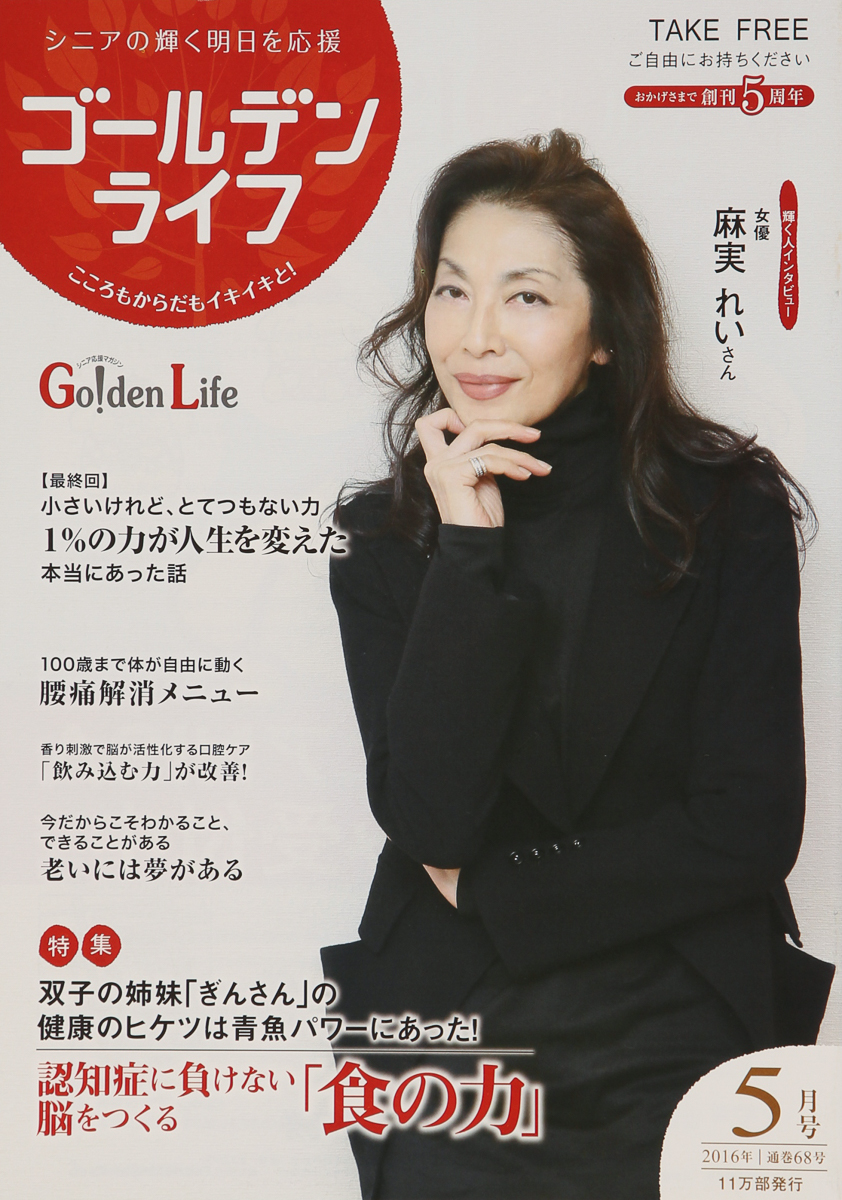 シニアの輝く明日を応援
ゴールデン
ライフ
こころもからだもイキイキと!
シニア応援マガジン
Go!den Life
TAKE FREE
ご自由にお持ちください
おかげさまで 創刊5周年
輝く人インタビュー
女優
麻実 れいさん
【最終回】
小さいけれど、とてつもない力
1%の力が人生を変えた
本当にあった話
100歳まで体が自由に動く
腰痛解消メニュー
香り刺激で脳が活性化する口腔ケア
「飲み込む力」が改善!
今だからこそわかること、
できることがある
老いには夢がある
特集
双子の姉妹「ぎんさん」の
健康のヒケツは青魚パワーにあった!
認知症に負けない
脳をつくる
「食の力」
5月号
2016年|通巻68号
11万部発行